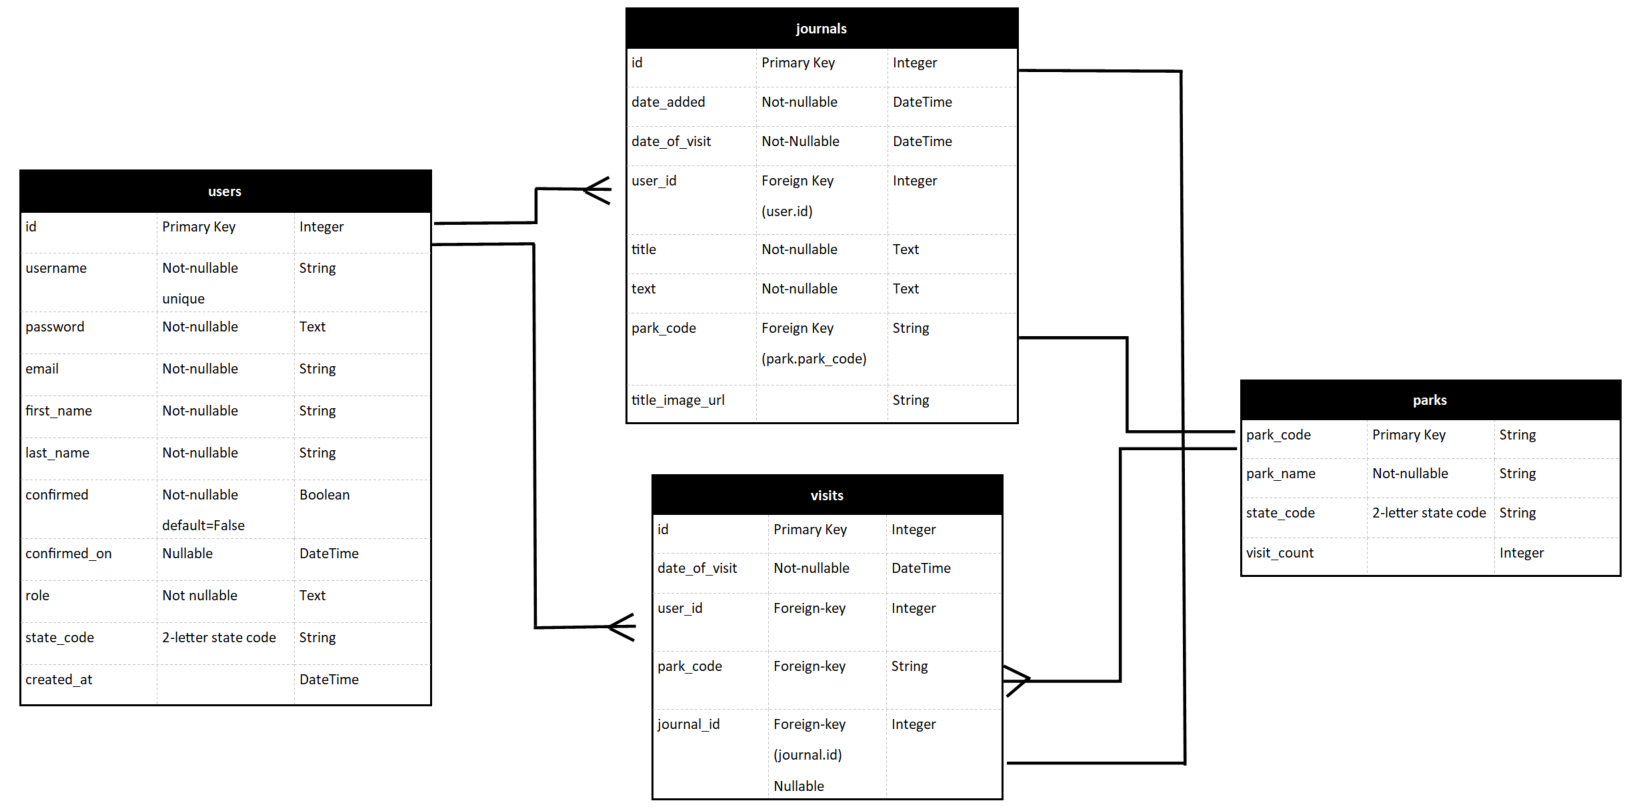 users
id Primary Key Integer
username Not-nullable String
unique
password Not-nullable Text
email Not-nullable String
first_name Not-nullable String
last_name Not-nullable String
confirmed Not-nullable Boolean
default=False
confirmed_on Nullable DateTime
role Not nullable Text
state_code 2-letter state code String
created_at DateTime
journals
id Primary Key Integer
date_added Not-nullable DateTime
date_of_visit Not-Nullable DateTime
user_id Foreign Key Integer
(user.id)
title Not-nullable Text
text Not-nullable Text
park_code Foreign Key String
(park.park_code)
title_image_url String
visits
id Primary Key Integer
date_of_visit Not-nullable DateTime
user_id Foreign-key Integer
park_code Foreign-key String
journal_id Foreign-key Integer
(journal.id)
Nullable
parks
park_code Primary Key String
park_name Not-nullable String
state_code 2-letter state code String
visit_count Integer